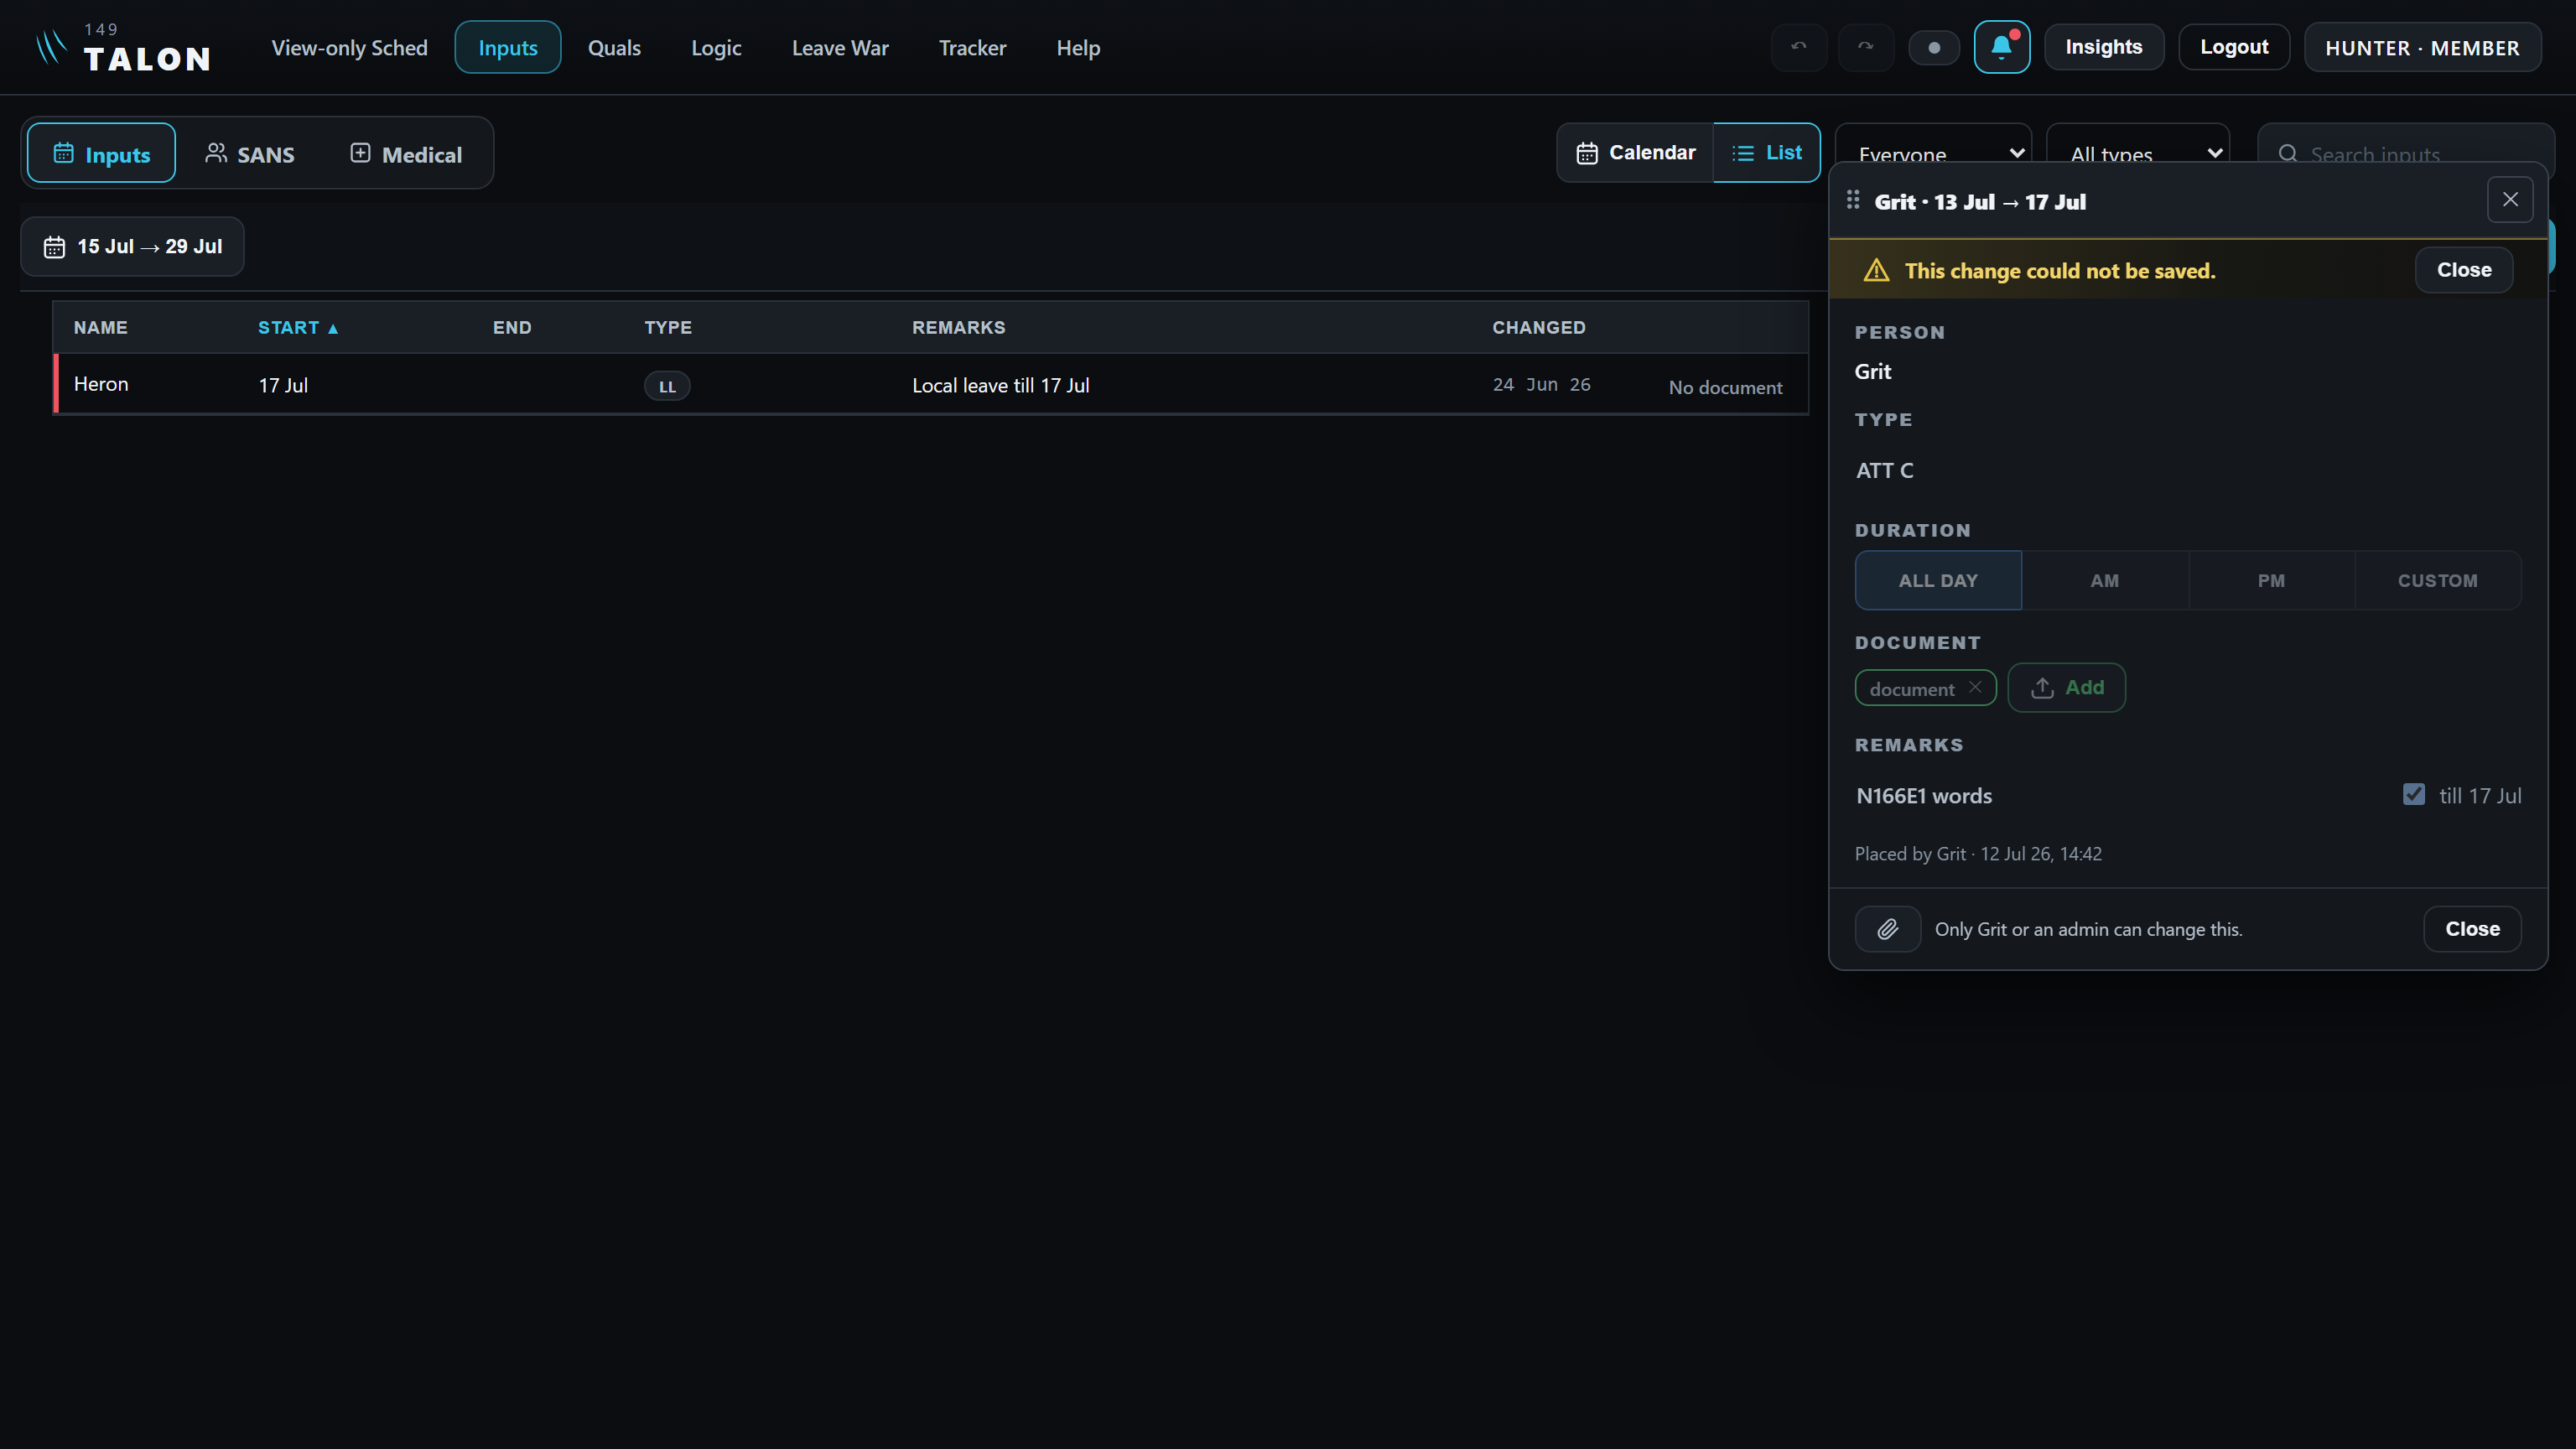 149
TALON
View-only Sched
Inputs
Quals
Logic
Leave War
Tracker
Help
Insights
Logout
HUNTER · MEMBER
Inputs
SANS
Medical
Calendar
List
Everyone
All types
Search inputs
15 Jul → 29 Jul
NAME START ▲ END TYPE REMARKS CHANGED
Heron 17 Jul LL Local leave till 17 Jul 24 Jun 26 No document
Grit · 13 Jul → 17 Jul
This change could not be saved.
Close
PERSON
Grit
TYPE
ATT C
DURATION
ALL DAY AM PM CUSTOM
DOCUMENT
document
Add
REMARKS
N166E1 words
till 17 Jul
Placed by Grit · 12 Jul 26, 14:42
Only Grit or an admin can change this.
Close